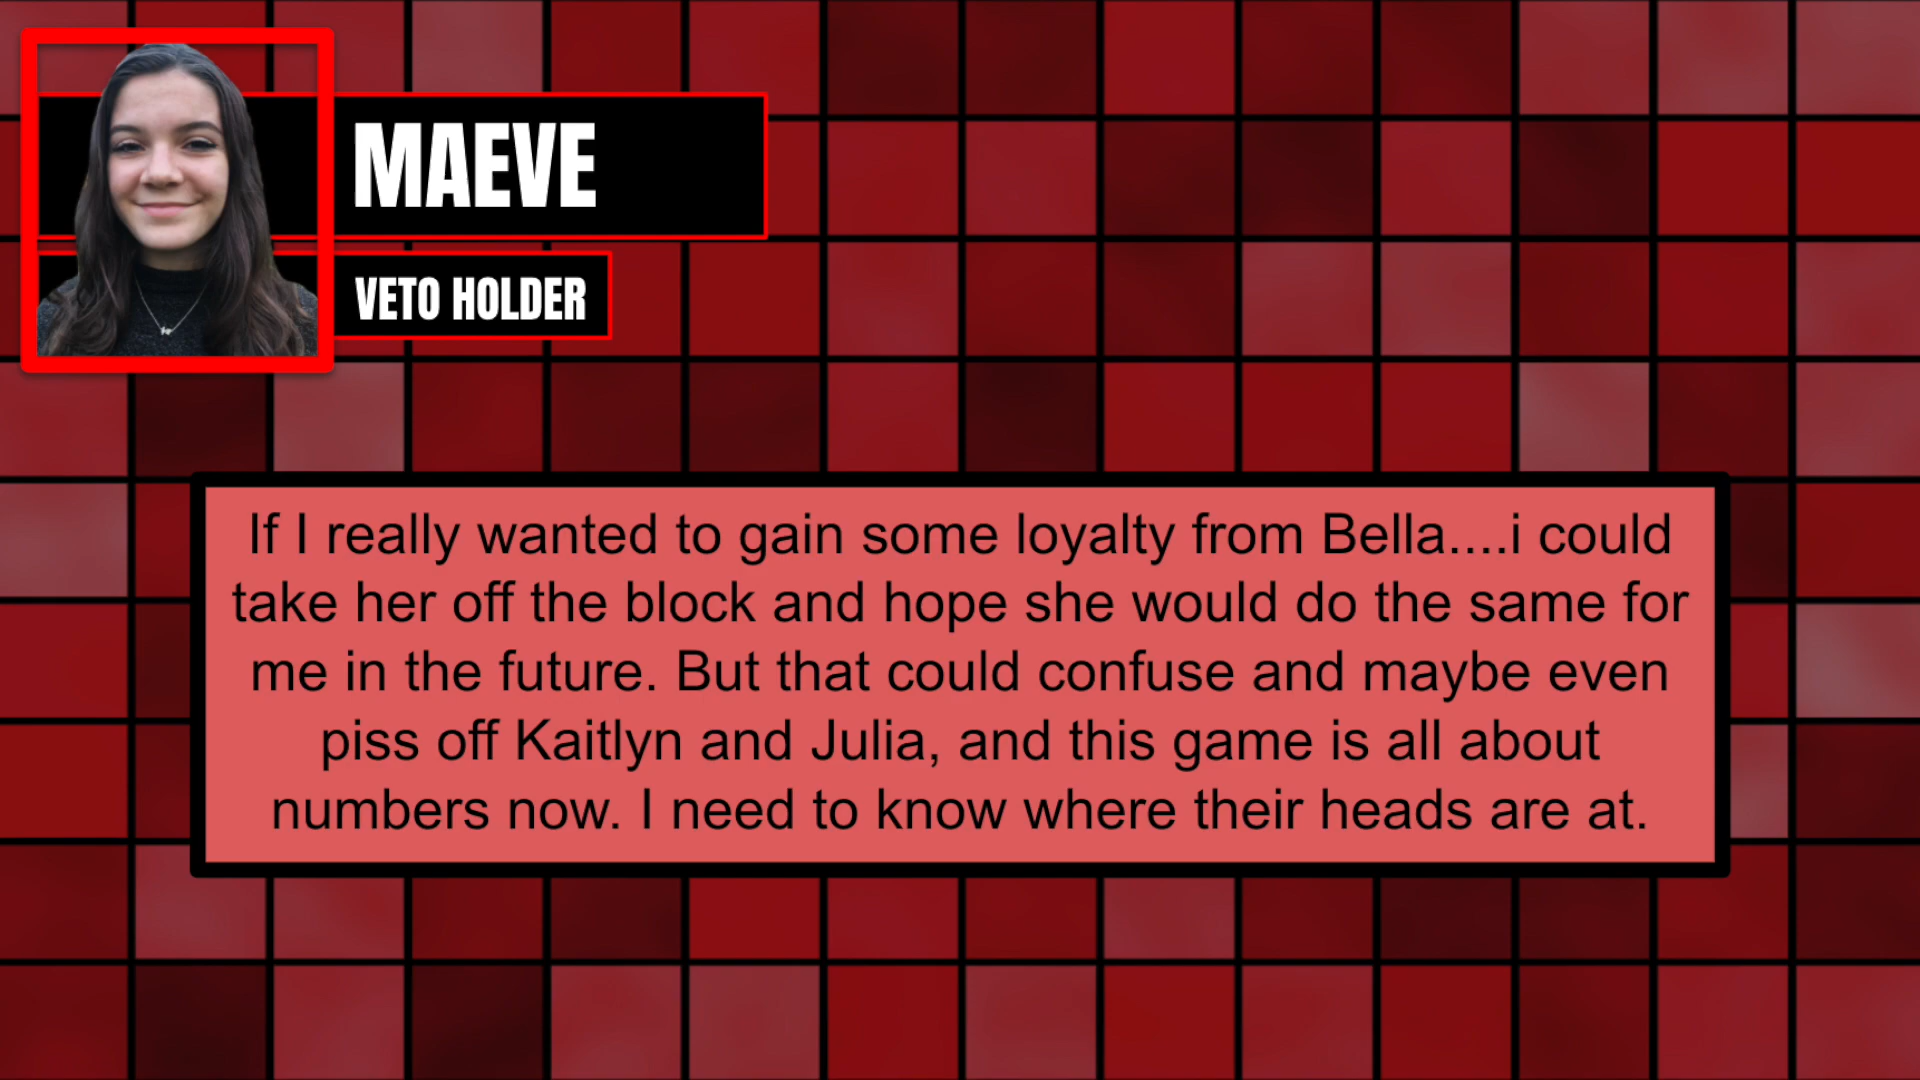 MAEVE
VETO HOLDER
If I really wanted to gain some loyalty from Bella....i could
take her off the block and hope she would do the same for
me in the future. But that could confuse and maybe even
piss off Kaitlyn and Julia, and this game is all about
numbers now. I need to know where their heads are at.